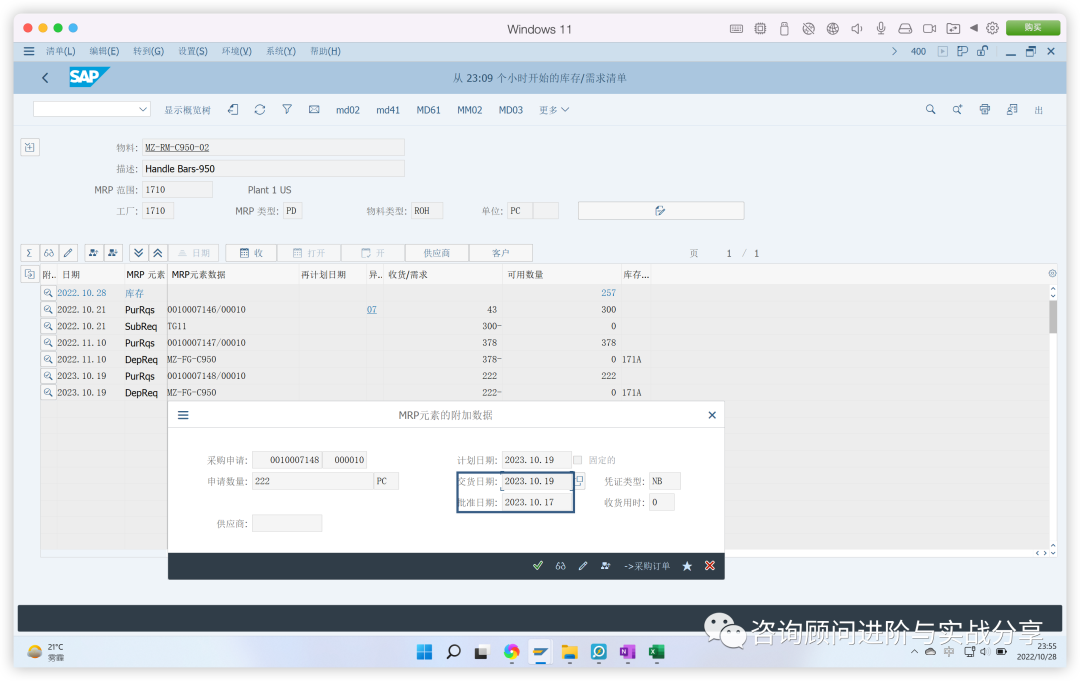 Windows 11
购买
清单(L) 编辑(E) 转到(G) 设置(S) 环境(V) 系统(Y) 帮助(H) 400
SAP 从 23:09 个小时开始的库存/需求清单
显示概览树 md02 md41 MD61 MM02 MD03 更多
物料: MZ-RM-C950-02
描述: Handle Bars-950
MRP 范围: 1710 Plant 1 US
工厂: 1710 MRP 类型: PD 物料类型: ROH 单位: PC
Σ 日期 收 打开 开 供应商 客户 页 1 / 1
附.. 日期 MRP 元素 MRP元素数据 再计划日期 异.. 收货/需求 可用数量 库存...
2022.10.28 库存 257
2022.10.21 PurRqs 0010007146/00010 07 43 300
2022.10.21 SubReq TG11 300- 0
2022.11.10 PurRqs 0010007147/00010 378 378
2022.11.10 DepReq MZ-FG-C950 378- 0 171A
2023.10.19 PurRqs 0010007148/00010 222 222
2023.10.19 DepReq MZ-FG-C950 222- 0 171A
MRP元素的附加数据
采购申请: 0010007148 000010 计划日期: 2023.10.19 固定的
申请数量: 222 PC 交货日期: 2023.10.19 凭证类型: NB
批准日期: 2023.10.17 收货用时: 0
供应商:
->采购订单
咨询顾问进阶与实战分享
21°C
雾霾
中
23:55
2022/10/28